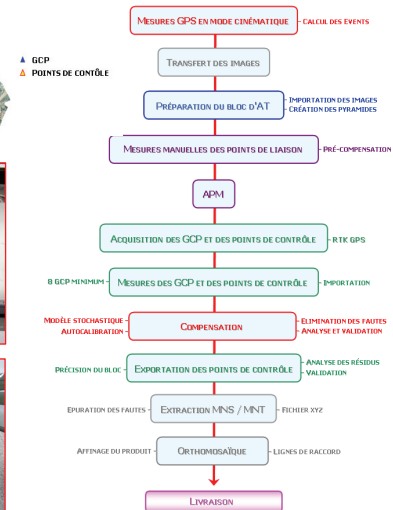 MESURES GPS EN MODE CINÉMATIQUE
CALCUL DES EVENTS
GCP
POINTS DE CONTÔLE
TRANSFERT DES IMAGES
PRÉPARATION DU BLOC D'AT
IMPORTATION DES IMAGES
CRÉATION DES PYRAMIDES
MESURES MANUELLES DES POINTS DE LIAISON
PRÉ-COMPENSATION
APM
ACQUISITION DES GCP ET DES POINTS DE CONTRÔLE
RTK GPS
8 GCP MINIMUM
MESURES DES GCP ET DES POINTS DE CONTRÔLE
IMPORTATION
MODÈLE STOCHASTIQUE
AUTOCALIBRATION
COMPENSATION
ELIMINATION DES FAUTES
ANALYSE ET VALIDATION
PRÉCISION DU BLOC
EXPORTATION DES POINTS DE CONTRÔLE
ANALYSE DES RÉSIDUS
VALIDATION
EPURATION DES FAUTES
EXTRACTION MNS / MNT
FICHIER XYZ
AFFINAGE DU PRODUIT
ORTHOMOSAÏQUE
LIGNES DE RACCORD
LIVRAISON